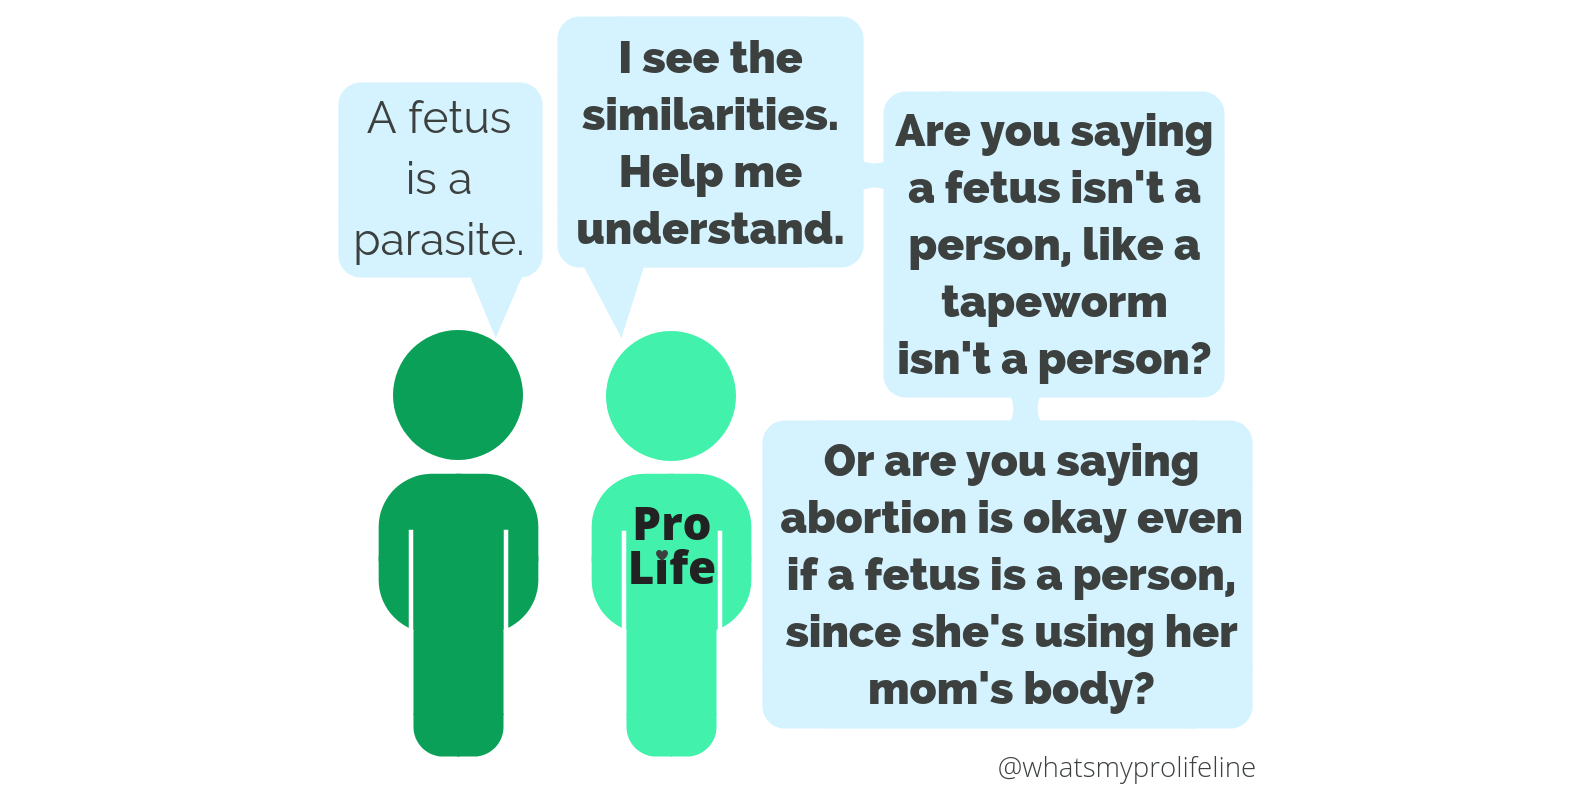 A fetus
is a
parasite.
I see the
similarities.
Help me
understand.
Are you saying
a fetus isn't a
person, like a
tapeworm
isn't a person?
Or are you saying
abortion is okay even
if a fetus is a person,
since she's using her
mom's body?
Pro
Life
@whatsmyprolifeline